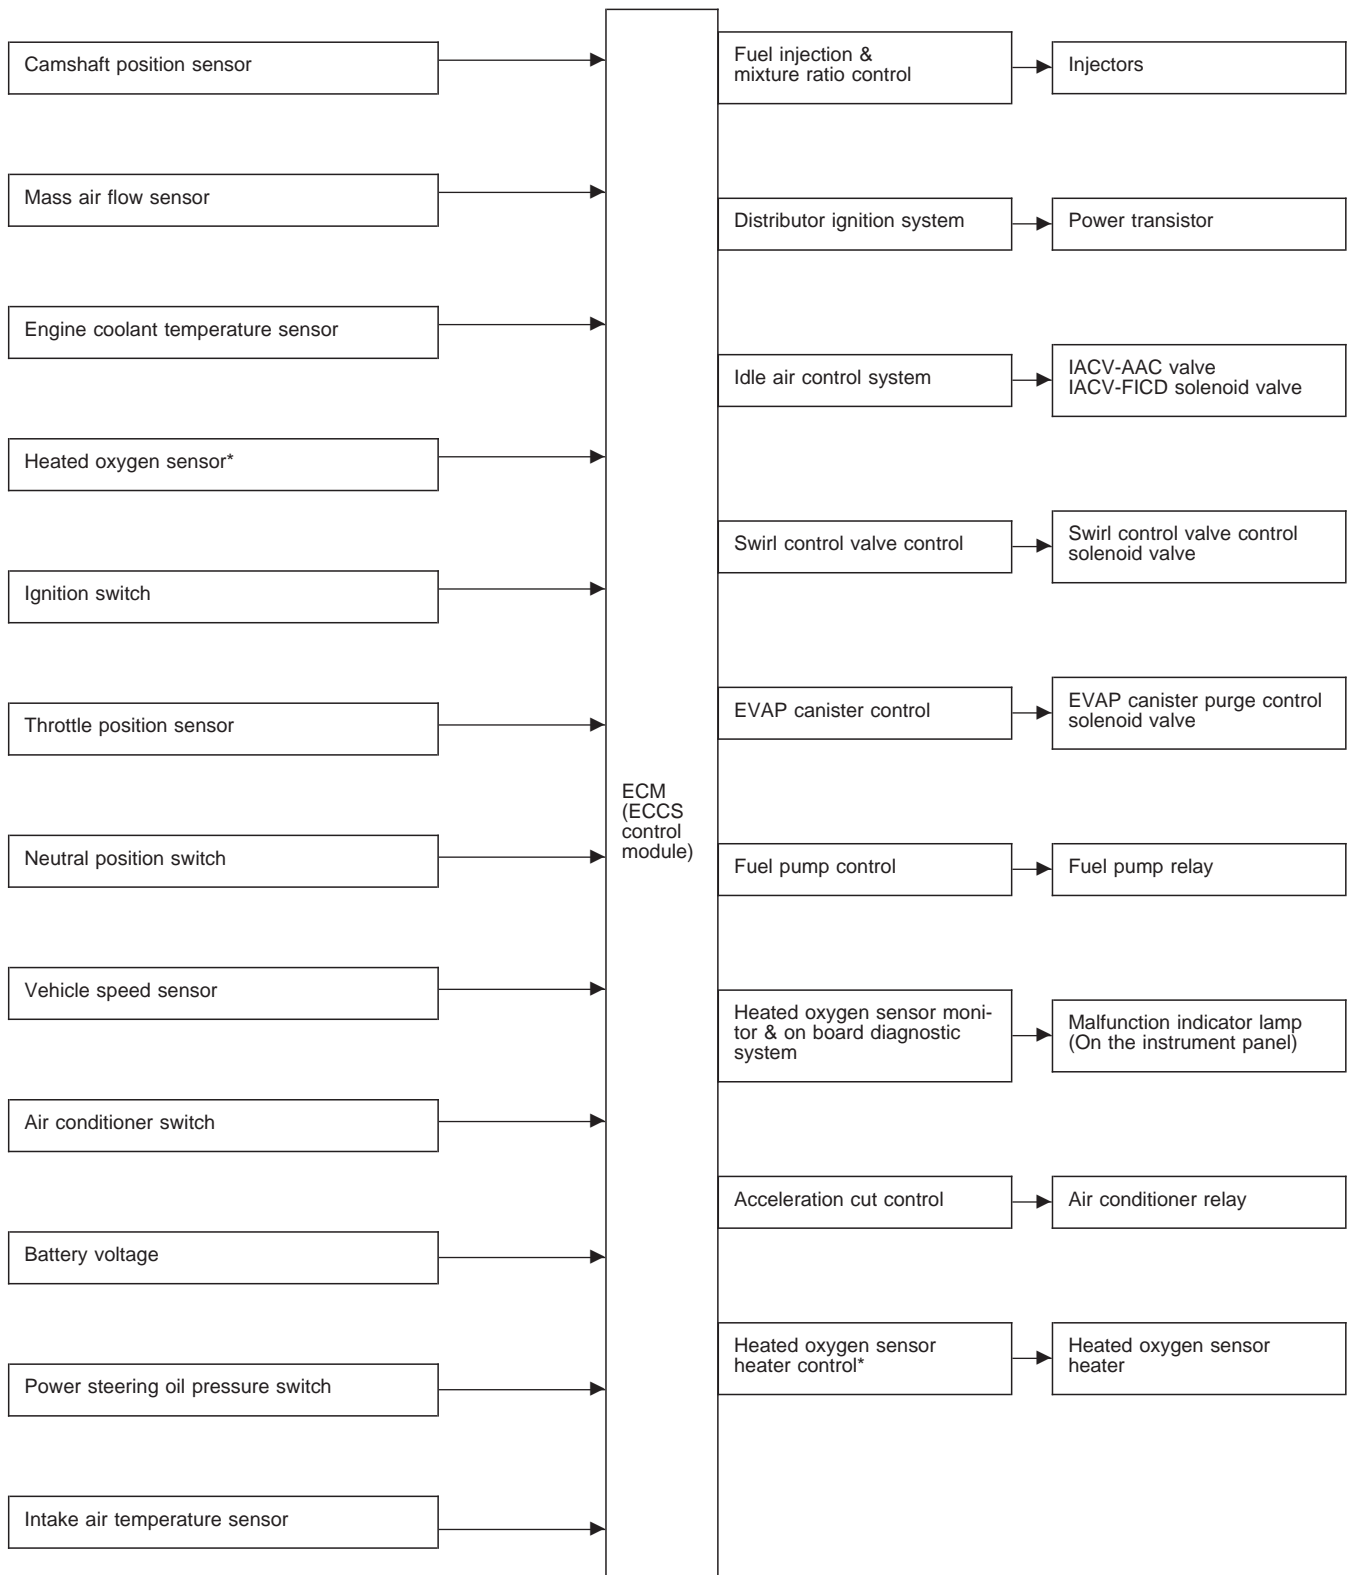 Camshaft position sensor
Mass air flow sensor
Engine coolant temperature sensor
Heated oxygen sensor*
Ignition switch
Throttle position sensor
Neutral position switch
Vehicle speed sensor
Air conditioner switch
Battery voltage
Power steering oil pressure switch
Intake air temperature sensor
ECM
(ECCS
control
module)
Fuel injection &
mixture ratio control
Injectors
Distributor ignition system
Power transistor
Idle air control system
IACV-AAC valve
IACV-FICD solenoid valve
Swirl control valve control
Swirl control valve control
solenoid valve
EVAP canister control
EVAP canister purge control
solenoid valve
Fuel pump control
Fuel pump relay
Heated oxygen sensor moni-
tor & on board diagnostic
system
Malfunction indicator lamp
(On the instrument panel)
Acceleration cut control
Air conditioner relay
Heated oxygen sensor
heater control*
Heated oxygen sensor
heater